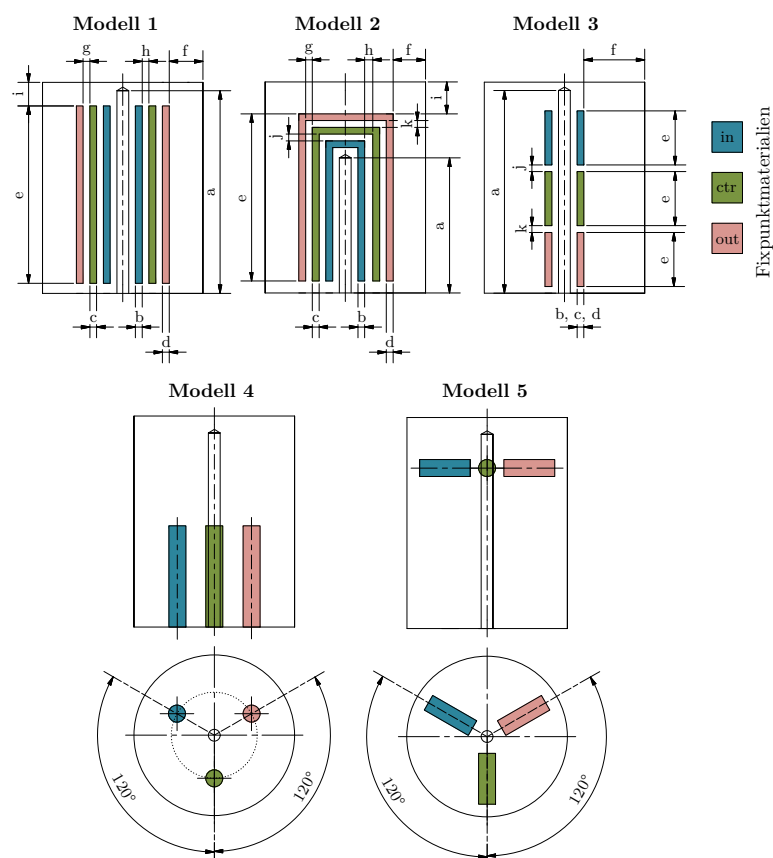 Modell 1
Modell 2
Modell 3
g
h
f
g
h
f
f
i
e
a
c
b
d
i
k
j
e
a
c
b
d
a
j
k
e
e
e
b, c, d
in
ctr
out
Fixpunktmaterialien
Modell 4
Modell 5
120°
120°
120°
120°